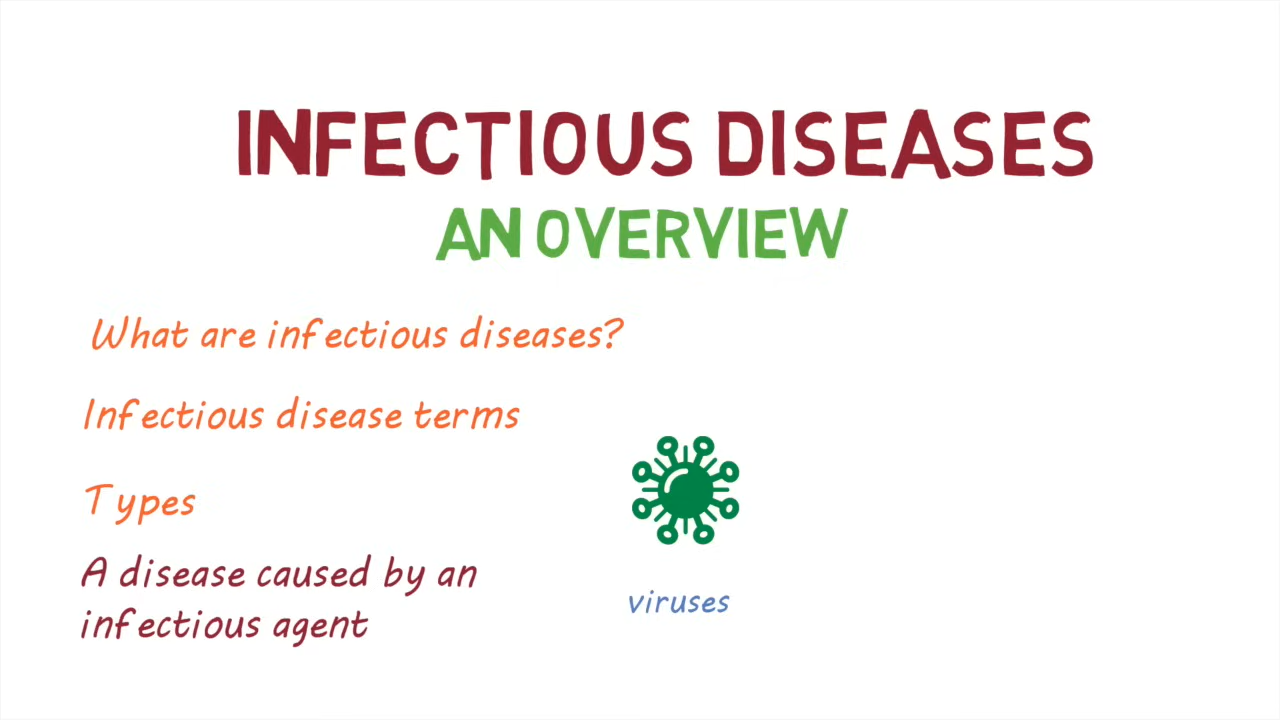 INFECTIOUS DISEASES
AN OVERVIEW
What are infectious diseases?
Infectious disease terms
Types
A disease caused by an
infectious agent
viruses